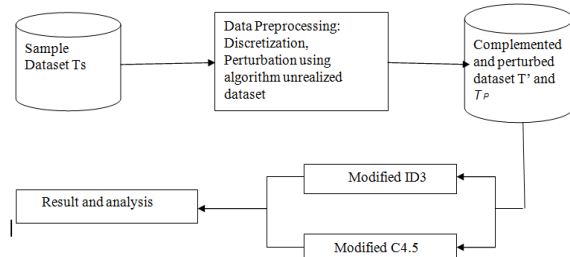 Sample
Dataset Ts
Data Preprocessing:
Discretization,
Perturbation using
algorithm unrealized
dataset
Complemented
and perturbed
dataset T' and
TP
Modified ID3
Result and analysis
Modified C4.5